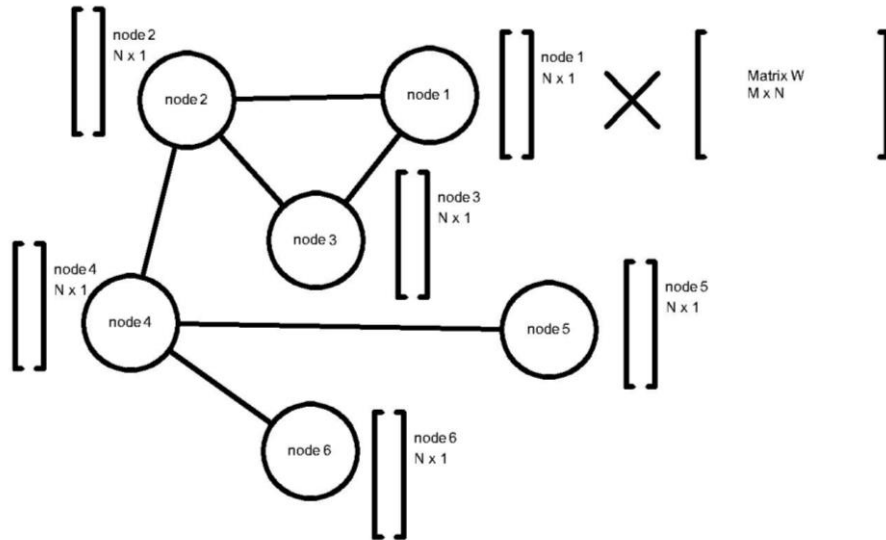 node 2
N x 1
node 2
node 1
node 1
N x 1
Matrix W
M x N
node 3
node 3
N x 1
node 4
N x 1
node 4
node 5
node 5
N x 1
node 6
node 6
N x 1